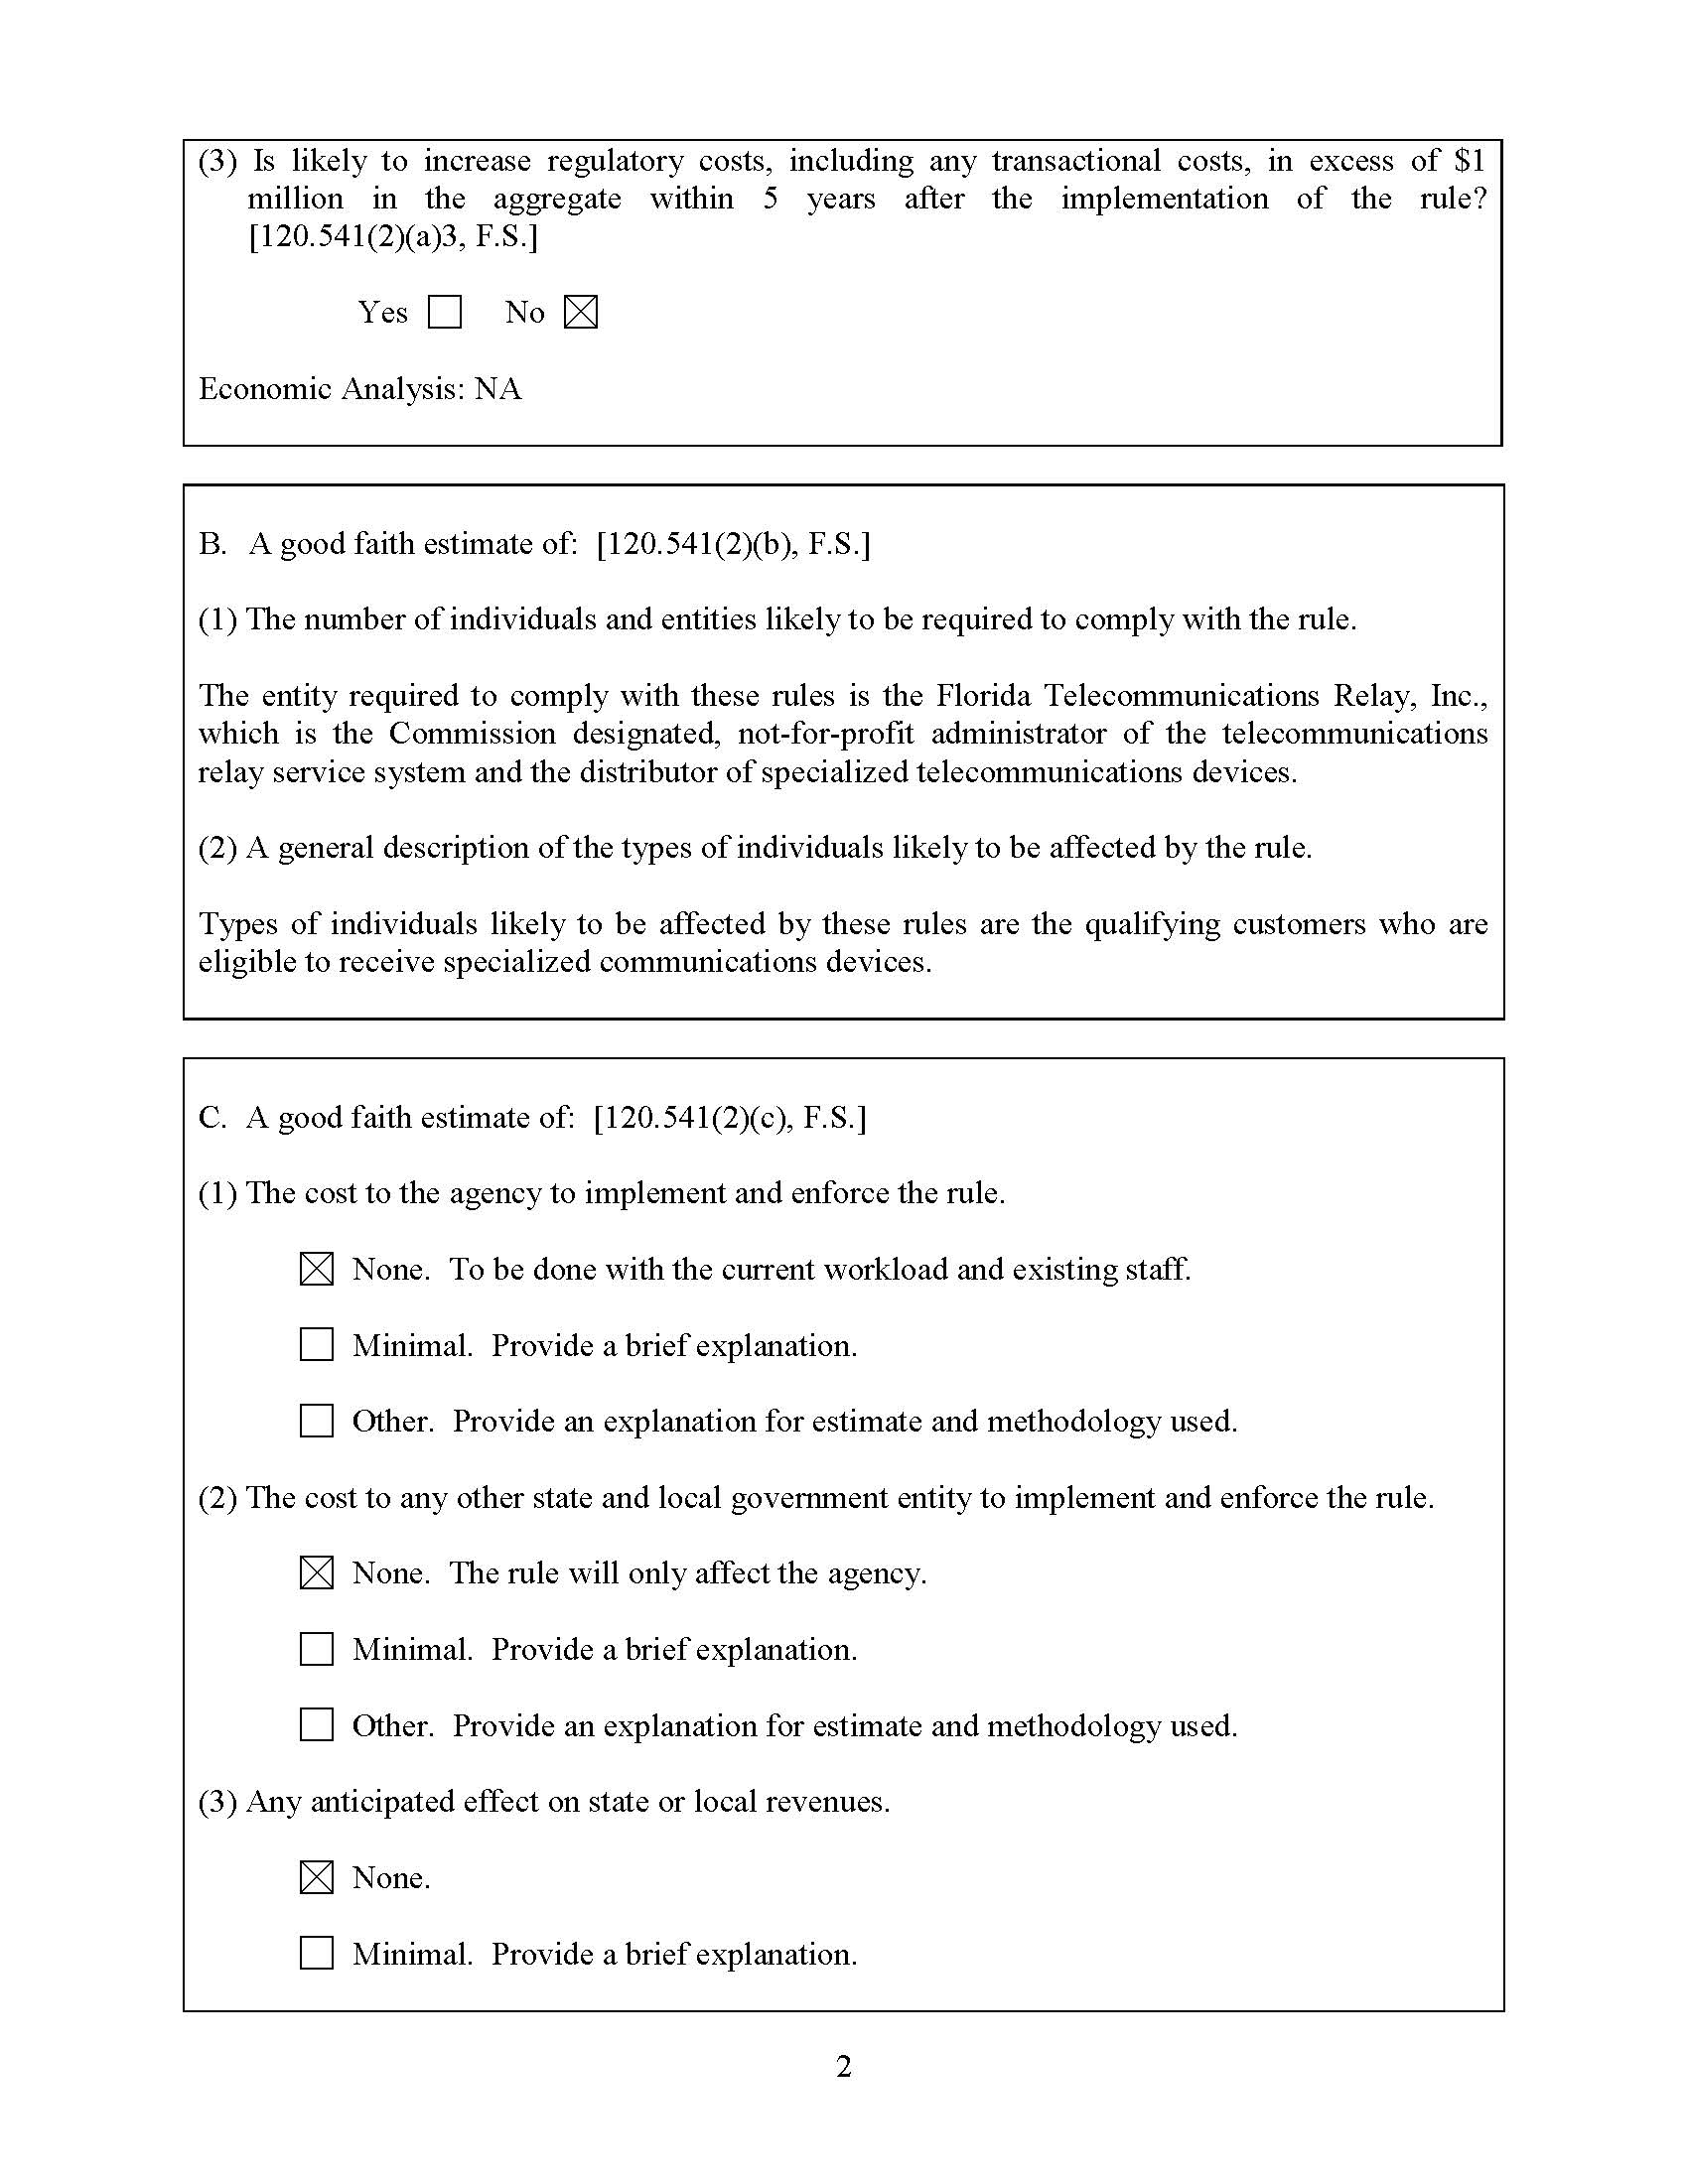 (3) Is likely to increase regulatory costs, including any transactional costs, in excess of $1
million in the aggregate within 5 years after the implementation of the rule?
[120.541(2)(a)3, F.S.]
Yes ☐ No ☒
Economic Analysis: NA
B. A good faith estimate of: [120.541(2)(b), F.S.]
(1) The number of individuals and entities likely to be required to comply with the rule.
The entity required to comply with these rules is the Florida Telecommunications Relay, Inc.,
which is the Commission designated, not-for-profit administrator of the telecommunications
relay service system and the distributor of specialized telecommunications devices.
(2) A general description of the types of individuals likely to be affected by the rule.
Types of individuals likely to be affected by these rules are the qualifying customers who are
eligible to receive specialized communications devices.
C. A good faith estimate of: [120.541(2)(c), F.S.]
(1) The cost to the agency to implement and enforce the rule.
☒ None. To be done with the current workload and existing staff.
☐ Minimal. Provide a brief explanation.
☐ Other. Provide an explanation for estimate and methodology used.
(2) The cost to any other state and local government entity to implement and enforce the rule.
☒ None. The rule will only affect the agency.
☐ Minimal. Provide a brief explanation.
☐ Other. Provide an explanation for estimate and methodology used.
(3) Any anticipated effect on state or local revenues.
☒ None.
☐ Minimal. Provide a brief explanation.
2